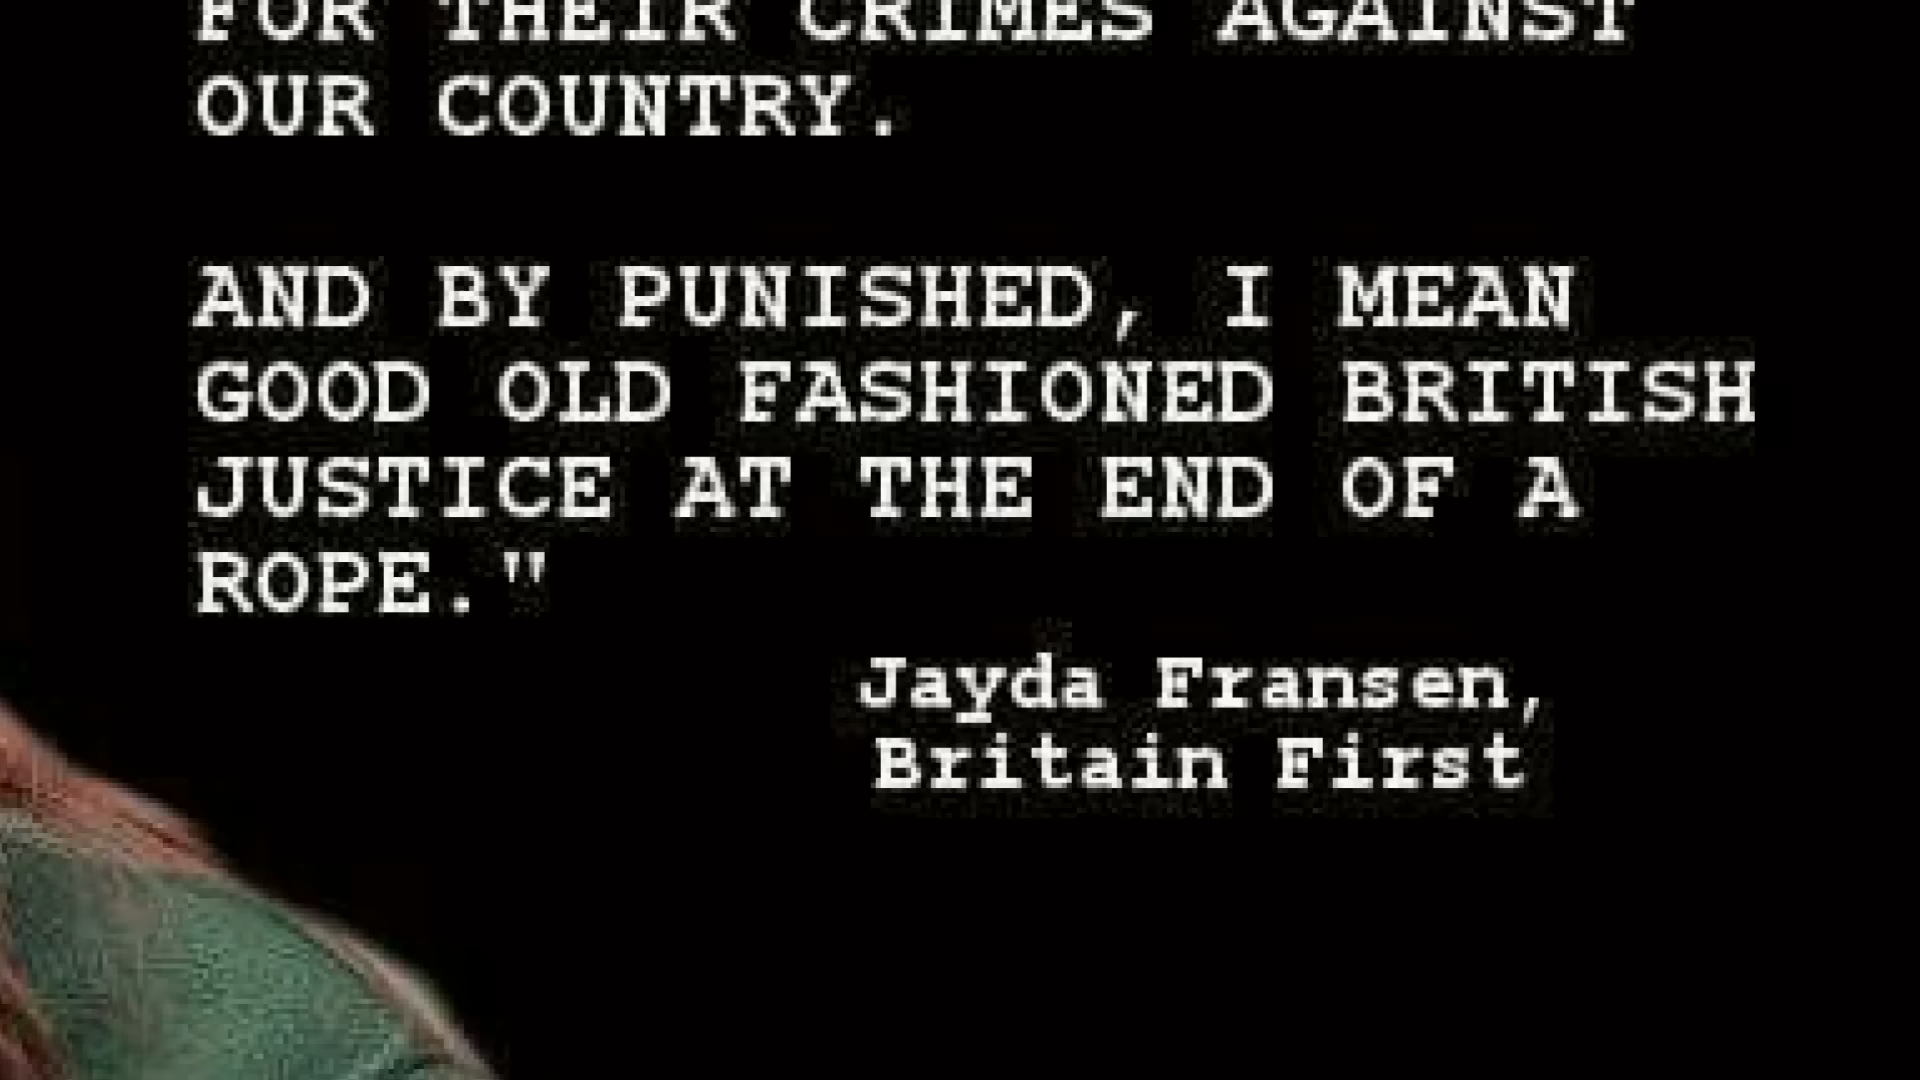 FOR THEIR CRIMES AGAINST
OUR COUNTRY.
AND BY PUNISHED, I MEAN
GOOD OLD FASHIONED BRITISH
JUSTICE AT THE END OF A
ROPE."
Jayda Fransen,
Britain First